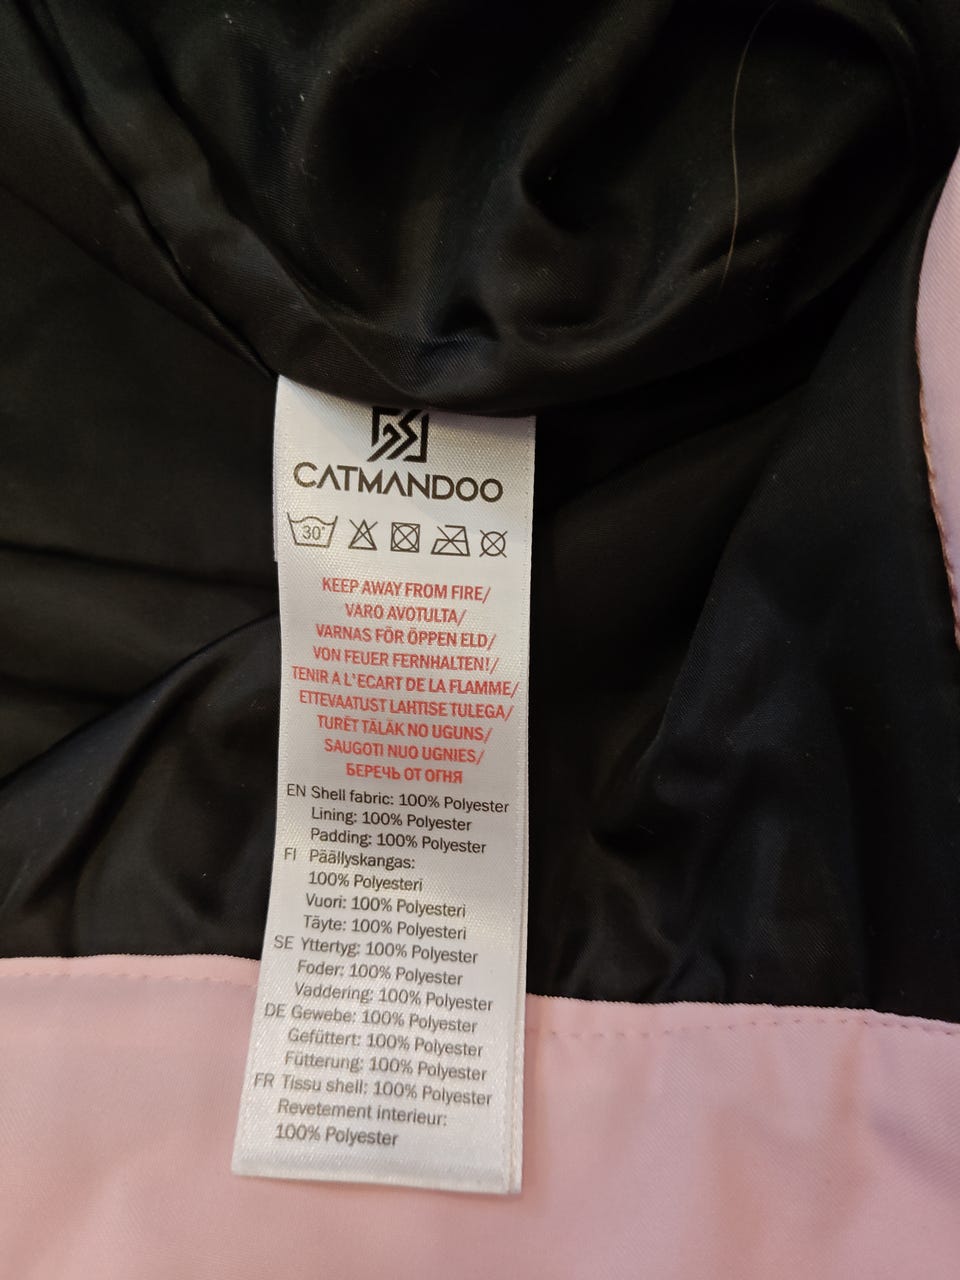 CATMANDOO
30°
KEEP AWAY FROM FIRE/
VARO AVOTULTA/
VARNAS FÖR ÖPPEN ELD/
VON FEUER FERNHALTEN!/
TENIR A L'ECART DE LA FLAMME/
ETTEVAATUST LAHTISE TULEGA/
TURĒT TĀLĀK NO UGUNS/
SAUGOTI NUO UGNIES/
БЕРЕЧЬ ОТ ОГНЯ
EN Shell fabric: 100% Polyester
Lining: 100% Polyester
Padding: 100% Polyester
FI Päällyskangas:
100% Polyesteri
Vuori: 100% Polyesteri
Täyte: 100% Polyesteri
SE Yttertyg: 100% Polyester
Foder: 100% Polyester
Vaddering: 100% Polyester
DE Gewebe: 100% Polyester
Gefüttert: 100% Polyester
Fütterung: 100% Polyester
FR Tissu shell: 100% Polyester
Revetement interieur:
100% Polyester